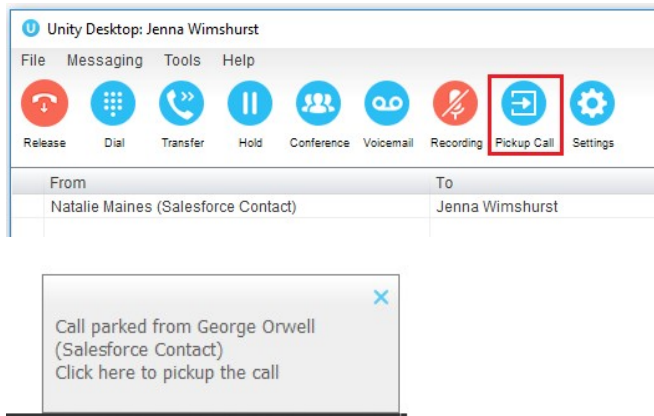 U Unity Desktop: Jenna Wimshurst
File Messaging Tools Help
Release Dial Transfer Hold Conference Voicemail Recording Pickup Call Settings
From To
Natalie Maines (Salesforce Contact) Jenna Wimshurst
Call parked from George Orwell
(Salesforce Contact)
Click here to pickup the call